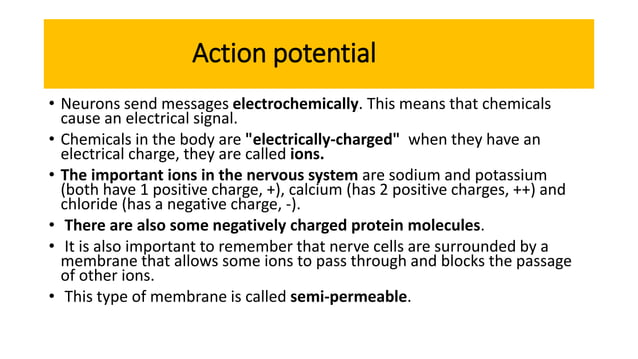 Action potential
• Neurons send messages electrochemically. This means that chemicals
cause an electrical signal.
• Chemicals in the body are "electrically-charged" when they have an
electrical charge, they are called ions.
• The important ions in the nervous system are sodium and potassium
(both have 1 positive charge, +), calcium (has 2 positive charges, ++) and
chloride (has a negative charge, -).
• There are also some negatively charged protein molecules.
• It is also important to remember that nerve cells are surrounded by a
membrane that allows some ions to pass through and blocks the passage
of other ions.
• This type of membrane is called semi-permeable.